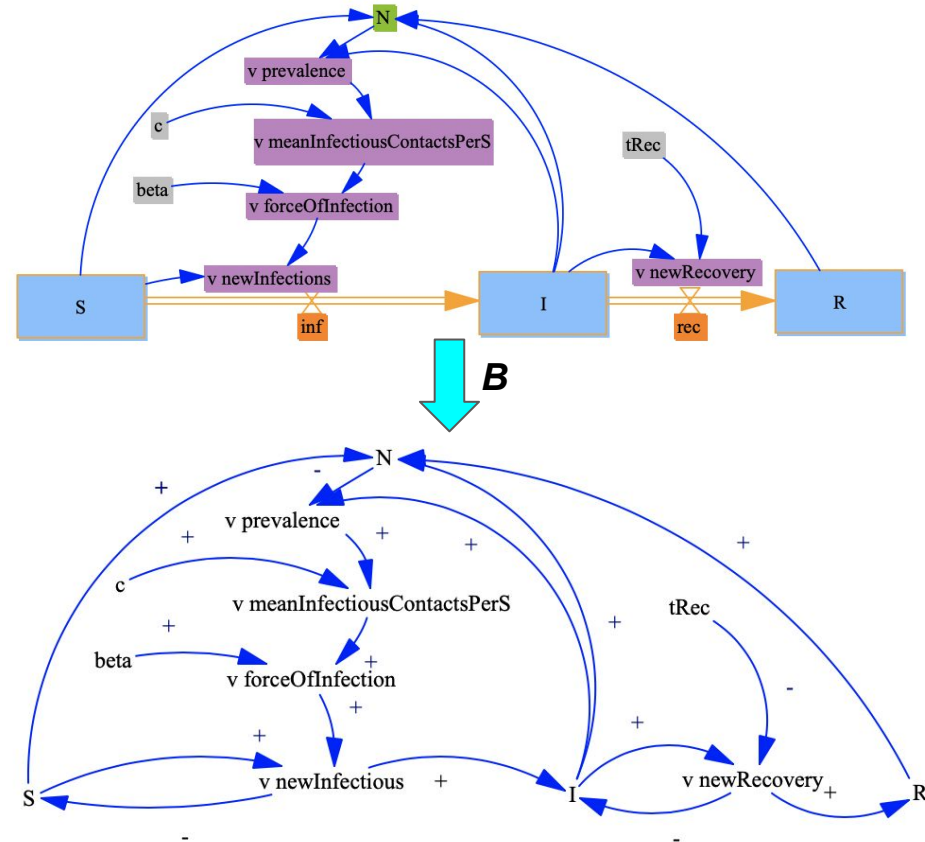 N
v prevalence
c
v meanInfectiousContactsPerS
tRec
beta
v forceOfInfection
v newInfections
v newRecovery
S
I
R
inf
rec
B
N
-
+
v prevalence
+
+
+
+
c
v meanInfectiousContactsPerS
tRec
+
+
beta
+
v forceOfInfection
-
+
+
+
v newInfectious
+
v newRecovery
+
S
I
R
-
-